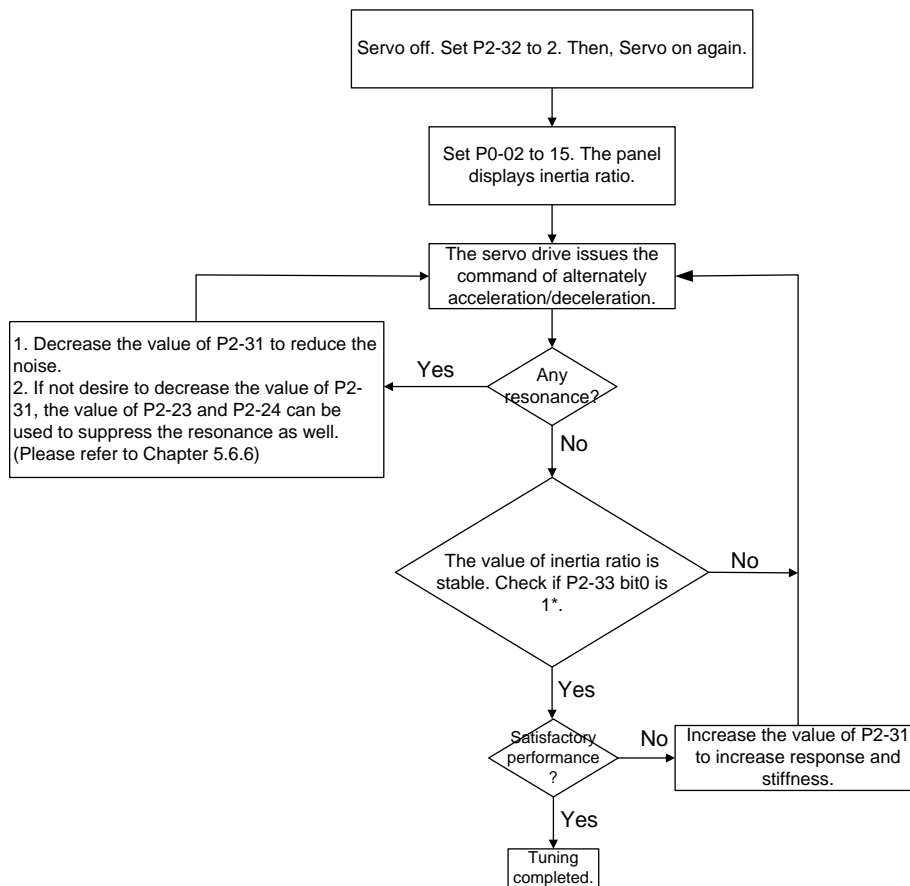 Servo off. Set P2-32 to 2. Then, Servo on again.
Set P0-02 to 15. The panel
displays inertia ratio.
The servo drive issues the
command of alternately
acceleration/deceleration.
1. Decrease the value of P2-31 to reduce the
noise.
2. If not desire to decrease the value of P2-
31, the value of P2-23 and P2-24 can be
used to suppress the resonance as well.
(Please refer to Chapter 5.6.6)
Yes
Any
resonance?
No
The value of inertia ratio is
stable. Check if P2-33 bit0 is
1*.
No
Yes
Satisfactory
performance
?
No
Increase the value of P2-31
to increase response and
stiffness.
Yes
Tuning
completed.